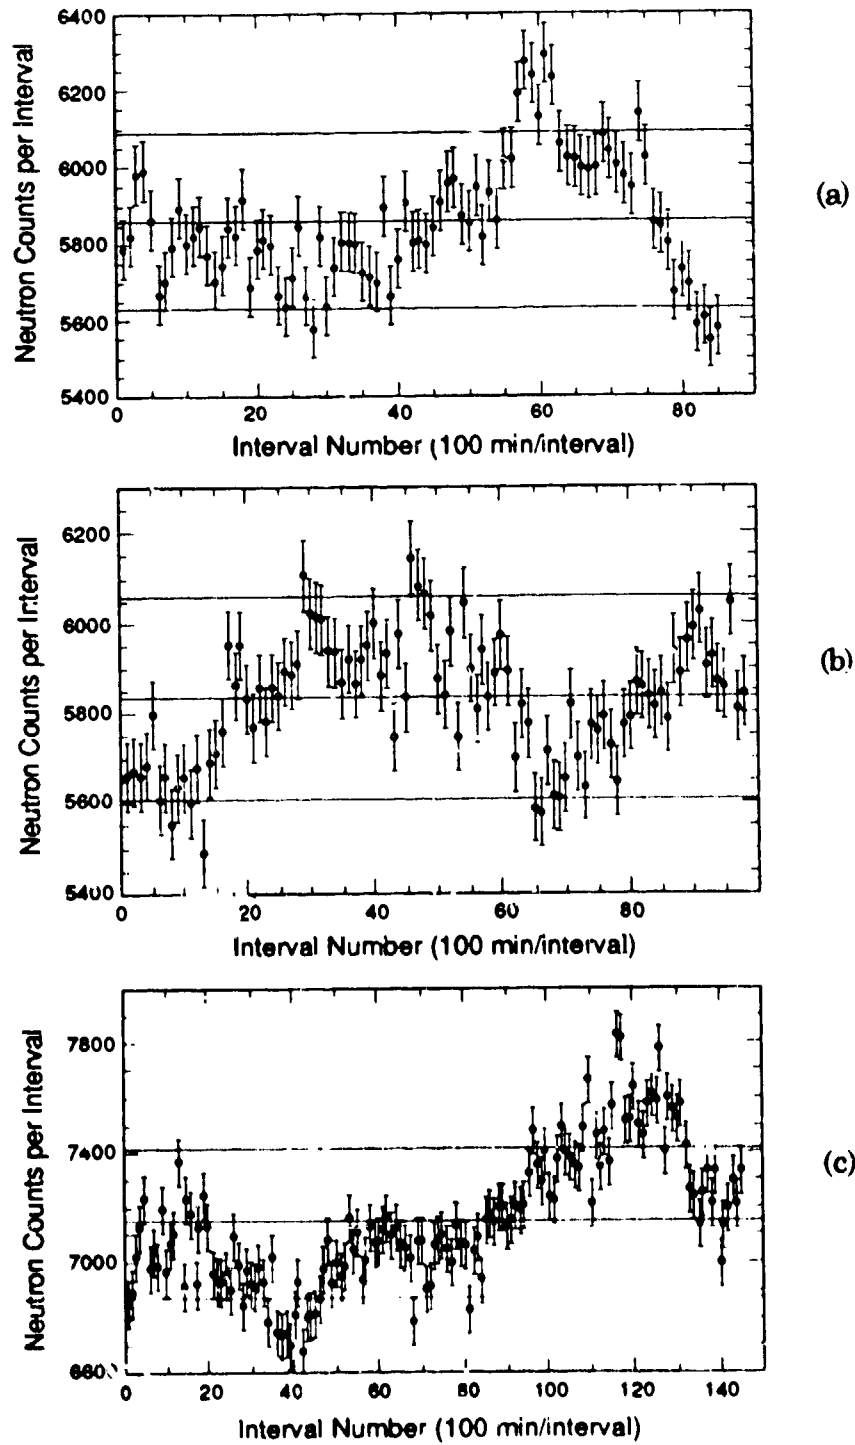 Neutron Counts per Interval
6400
6200
6000
5800
5600
5400
0 20 40 60 80
Interval Number (100 min/interval)
(a)
Neutron Counts per Interval
6200
6000
5800
5600
5400
0 20 40 60 80
Interval Number (100 min/interval)
(b)
Neutron Counts per Interval
7800
7400
7000
0 20 40 60 80 100 120 140
Interval Number (100 min/interval)
(c)